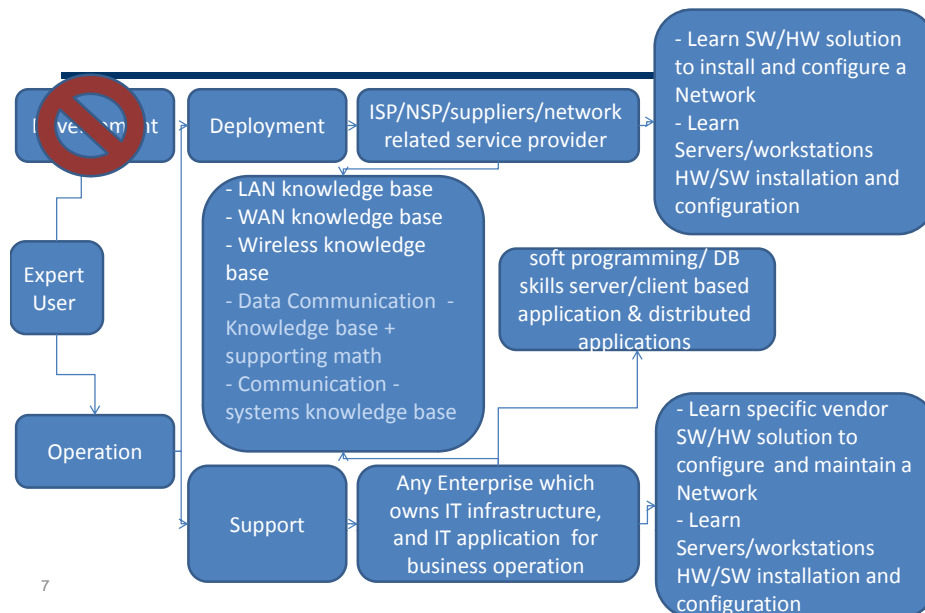 Development
Deployment
ISP/NSP/suppliers/network
related service provider
- Learn SW/HW solution
to install and configure a
Network
- Learn
Servers/workstations
HW/SW installation and
configuration
- LAN knowledge base
- WAN knowledge base
- Wireless knowledge
base
- Data Communication -
Knowledge base +
supporting math
- Communication -
systems knowledge base
Expert
User
soft programming/ DB
skills server/client based
application & distributed
applications
Operation
Support
Any Enterprise which
owns IT infrastructure,
and IT application for
business operation
- Learn specific vendor
SW/HW solution to
configure and maintain a
Network
- Learn
Servers/workstations
HW/SW installation and
configuration
7